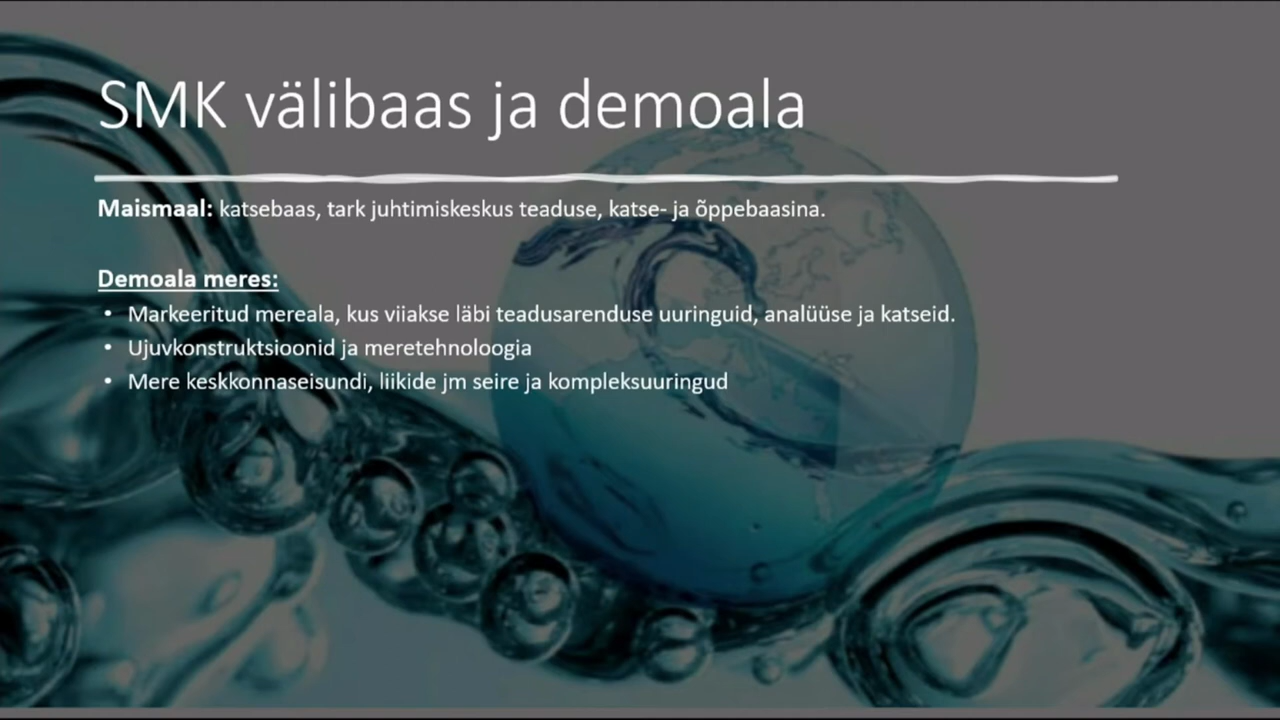 SMK välibaas ja demoala
Maismaal: katsebaas, tark juhtimiskeskus teaduse, katse- ja õppebaasina.
Demoala meres:
• Markeeritud mereala, kus viiakse läbi teadusarenduse uuringuid, analüüse ja katseid.
• Ujuvkonstruktsioonid ja meretehnoloogia
• Mere keskkonnaseisundi, liikide jm seire ja kompleksuuringud